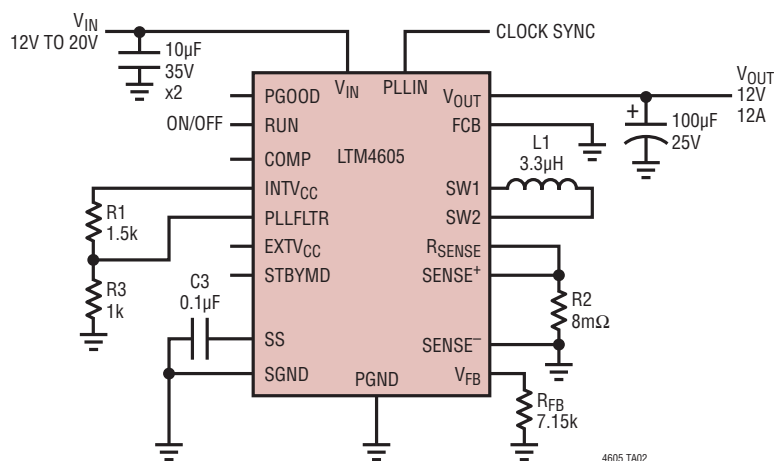 VIN
12V TO 20V
10µF
35V
x2
CLOCK SYNC
VIN
PLLIN
VOUT
12V
12A
100µF
25V
+
PGOOD
ON/OFF
RUN
COMP
INTVCC
PLLFLTR
EXTVCC
STBYMD
SS
SGND
PGND
LTM4605
VOUT
FCB
SW1
SW2
RSENSE
SENSE+
SENSE–
VFB
L1
3.3µH
R1
1.5k
R3
1k
C3
0.1µF
R2
8mΩ
RFB
7.15k
4605 TA02